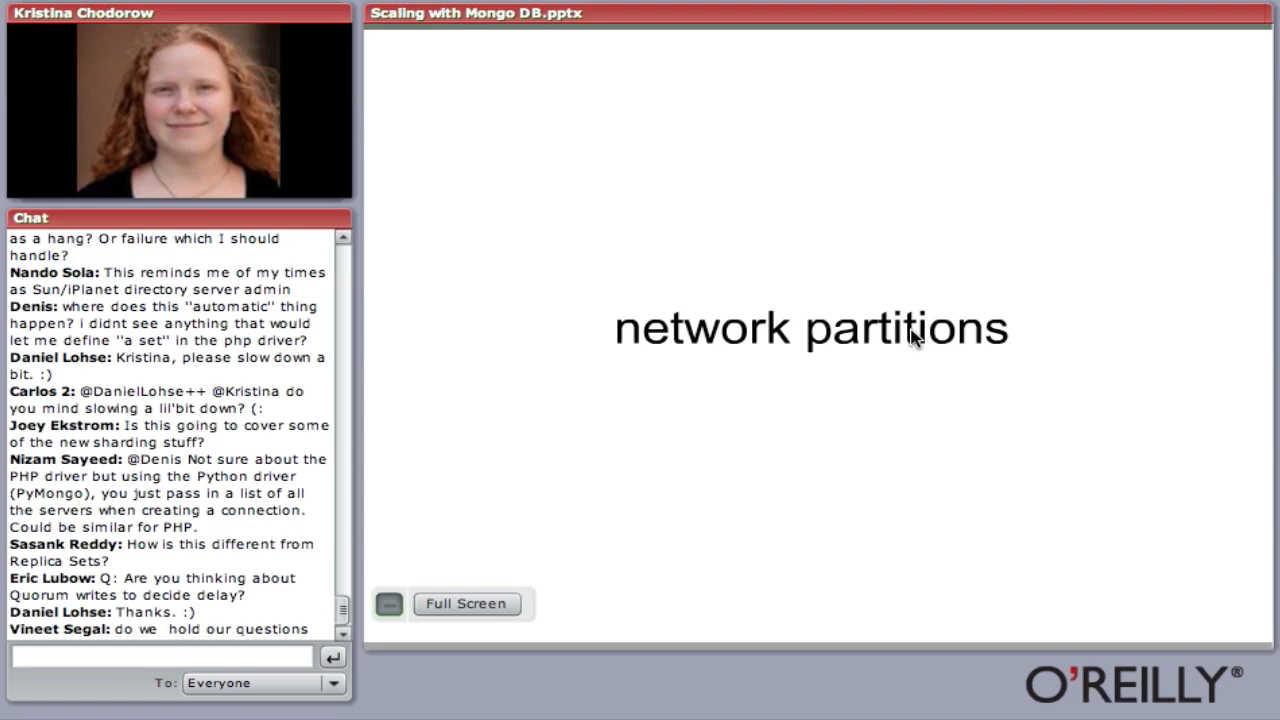 Kristina Chodorow
Scaling with Mongo DB.pptx
Chat
as a hang? Or failure which I should
handle?
Nando Sola: This reminds me of my times
as Sun/iPlanet directory server admin
Denis: where does this "automatic" thing
happen? i didnt see anything that would
let me define "a set" in the php driver?
Daniel Lohse: Kristina, please slow down a
bit. :)
Carlos 2: @DanielLohse++ @Kristina do
you mind slowing a lil'bit down? (:
Joey Ekstrom: Is this going to cover some
of the new sharding stuff?
Nizam Sayeed: @Denis Not sure about the
PHP driver but using the Python driver
(PyMongo), you just pass in a list of all
the servers when creating a connection.
Could be similar for PHP.
Sasank Reddy: How is this different from
Replica Sets?
Eric Lubow: Q: Are you thinking about
Quorum writes to decide delay?
Daniel Lohse: Thanks. :)
Vineet Segal: do we hold our questions
To: Everyone
network partitions
Full Screen
O'REILLY®